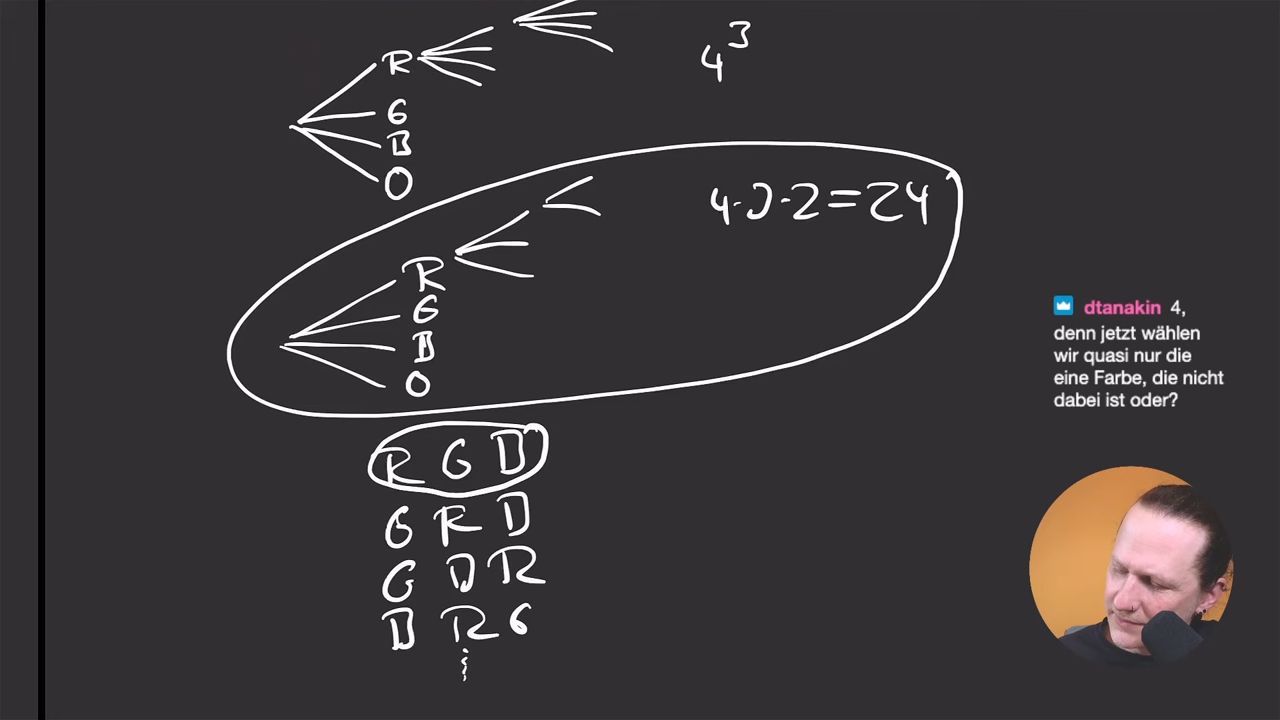 4³
R
G
B
O
4·3·2=24
R
G
B
O
R G B
G R B
G B R
B R G
dtanakin 4,
denn jetzt wählen
wir quasi nur die
eine Farbe, die nicht
dabei ist oder?